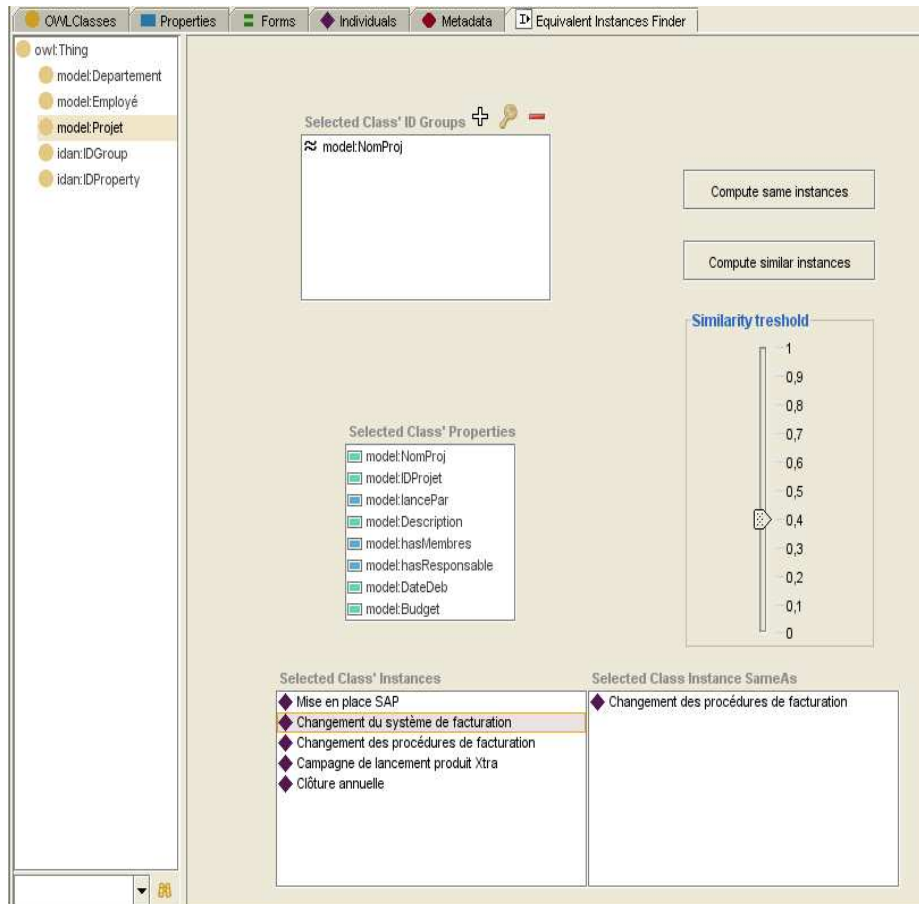 OWLClasses Properties Forms Individuals Metadata Equivalent Instances Finder
owl:Thing
model:Departement
model:Employé
model:Projet
idan:IDGroup
idan:IDProperty
Selected Class' ID Groups
≈ model:NomProj
Compute same instances
Compute similar instances
Similarity treshold
1
0,9
0,8
0,7
0,6
0,5
0,4
0,3
0,2
0,1
0
Selected Class' Properties
model:NomProj
model:IDProjet
model:lancePar
model:Description
model:hasMembres
model:hasResponsable
model:DateDeb
model:Budget
Selected Class' Instances
Mise en place SAP
Changement du système de facturation
Changement des procédures de facturation
Campagne de lancement produit Xtra
Clôture annuelle
Selected Class Instance SameAs
Changement des procédures de facturation